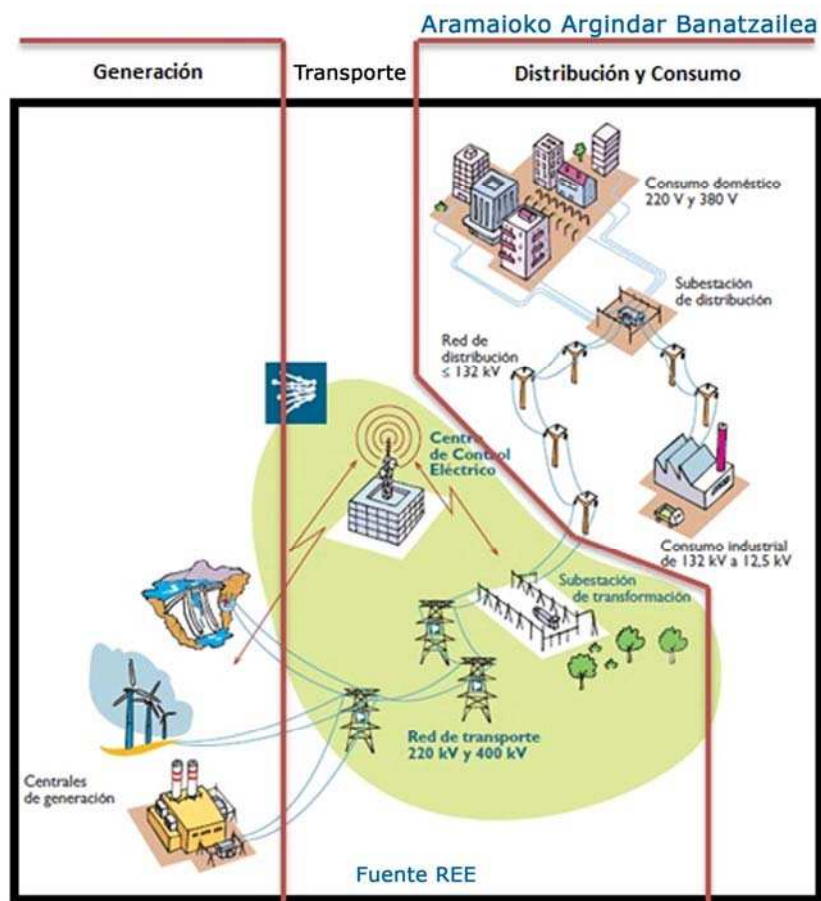 Aramaioko Argindar Banatzailea
Generación
Transporte
Distribución y Consumo
Consumo doméstico
220 V y 380 V
Subestación
de distribución
Red de
distribución
≤ 132 kV
Centro
de Control
Eléctrico
Consumo industrial
de 132 kV a 12,5 kV
Subestación
de transformación
Red de transporte
220 kV y 400 kV
Centrales
de generación
Fuente REE